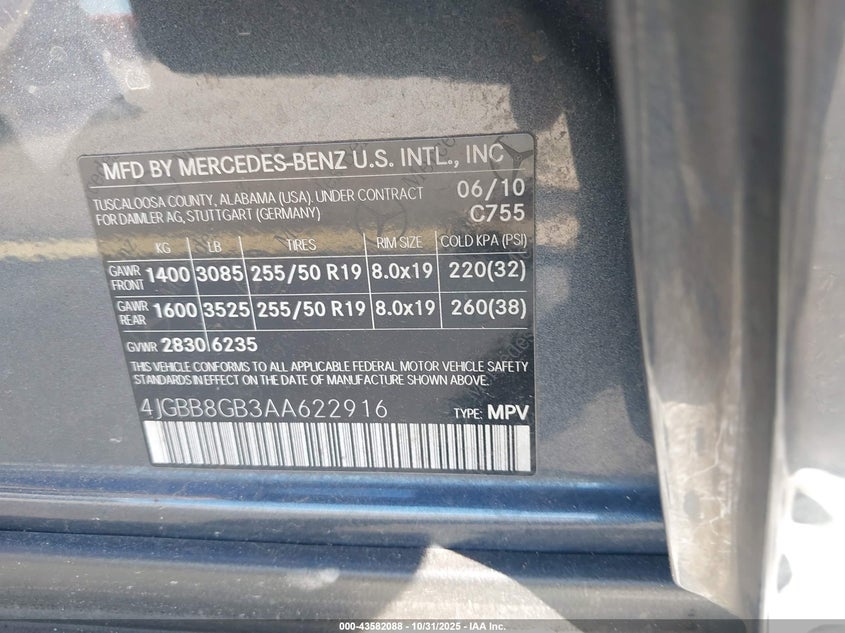 MFD BY MERCEDES-BENZ U.S. INTL., INC
TUSCALOOSA COUNTY, ALABAMA (USA). UNDER CONTRACT
FOR DAIMLER AG, STUTTGART (GERMANY)
06/10
C755
KG LB TIRES RIM SIZE COLD KPA (PSI)
GAWR FRONT 1400 3085 255/50 R19 8.0x19 220(32)
GAWR REAR 1600 3525 255/50 R19 8.0x19 260(38)
GVWR 2830 6235
THIS VEHICLE CONFORMS TO ALL APPLICABLE FEDERAL MOTOR VEHICLE SAFETY
STANDARDS IN EFFECT ON THE DATE OF MANUFACTURE SHOWN ABOVE.
4JGBB8GB3AA622916 TYPE: MPV
000-43582088 - 10/31/2025 - IAA Inc.